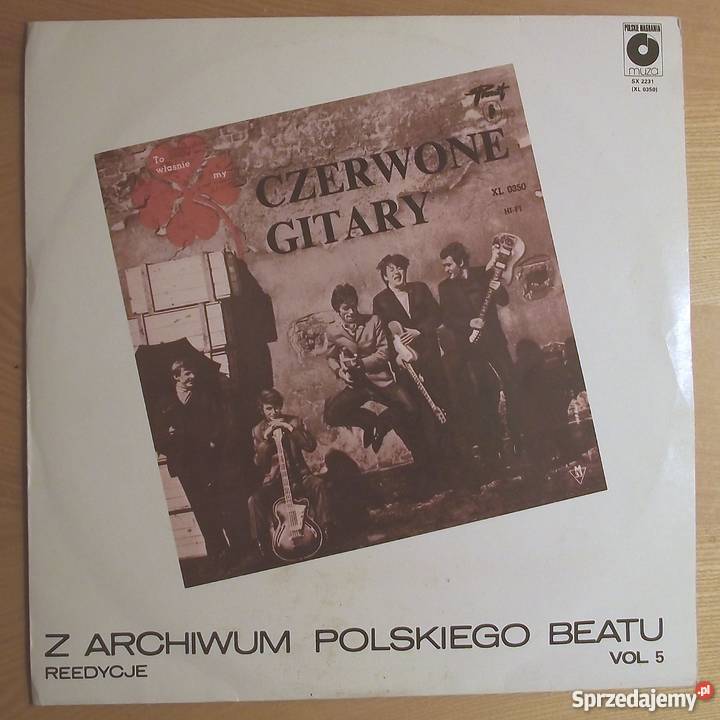 POLSKIE NAGRANIA
muza
SX 2231
(XL 0350)
Pronit
To
właśnie
my
CZERWONE
GITARY
XL 0350
HI-FI
M
Z ARCHIWUM POLSKIEGO BEATU
REEDYCJE
VOL 5
Sprzedajemy.pl